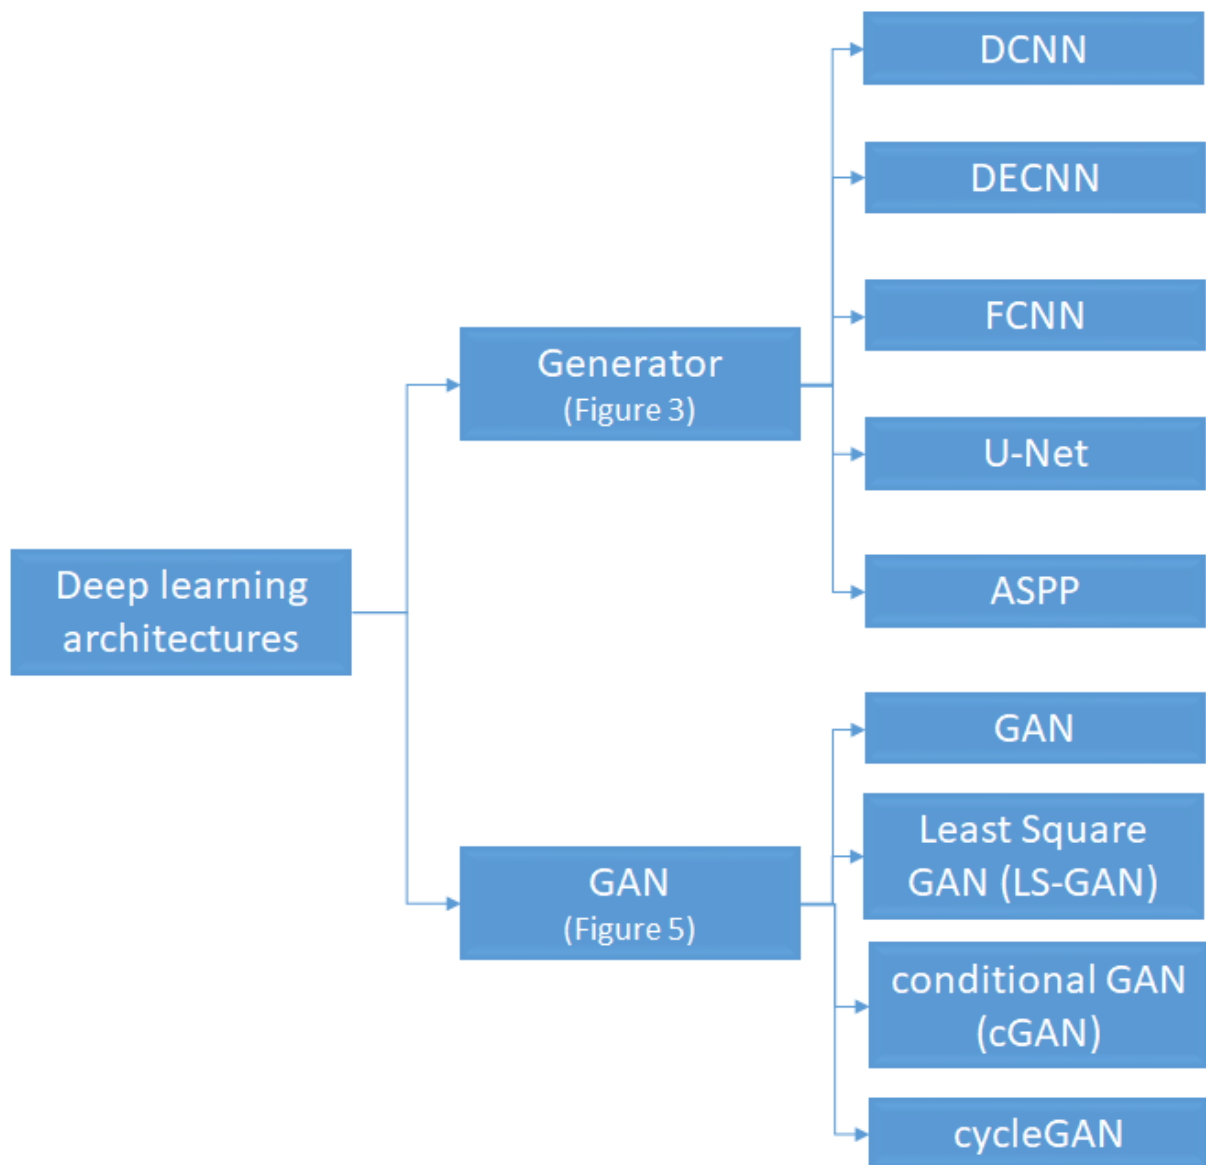 DCNN
DECNN
FCNN
Generator
(Figure 3)
U-Net
Deep learning
architectures
ASPP
GAN
Least Square
GAN (LS-GAN)
GAN
(Figure 5)
conditional GAN
(cGAN)
cycleGAN